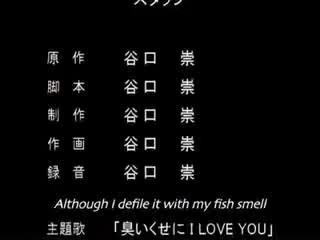 スタッフ
原作 谷口 崇
脚本 谷口 崇
制作 谷口 崇
作画 谷口 崇
録音 谷口 崇
Although I defile it with my fish smell
主題歌 「臭いくせに I LOVE YOU」